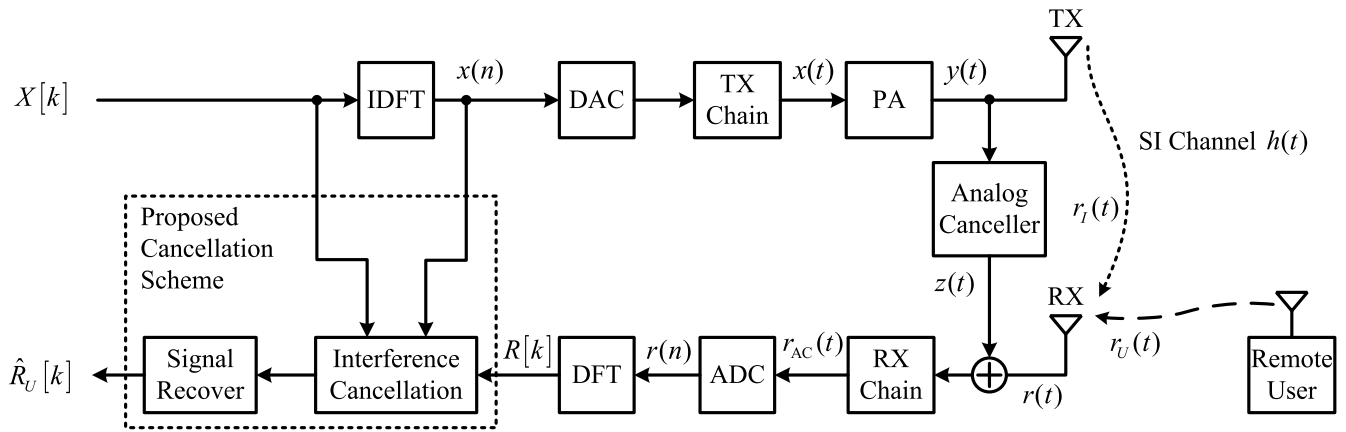 TX
X[k]
IDFT
x(n)
DAC
TX
Chain
x(t)
PA
y(t)
SI Channel h(t)
Analog
Canceller
r_I(t)
Proposed
Cancellation
Scheme
z(t)
RX
r_U(t)
Remote
User
R̂_U[k]
Signal
Recover
Interference
Cancellation
R[k]
DFT
r(n)
ADC
r_AC(t)
RX
Chain
r(t)